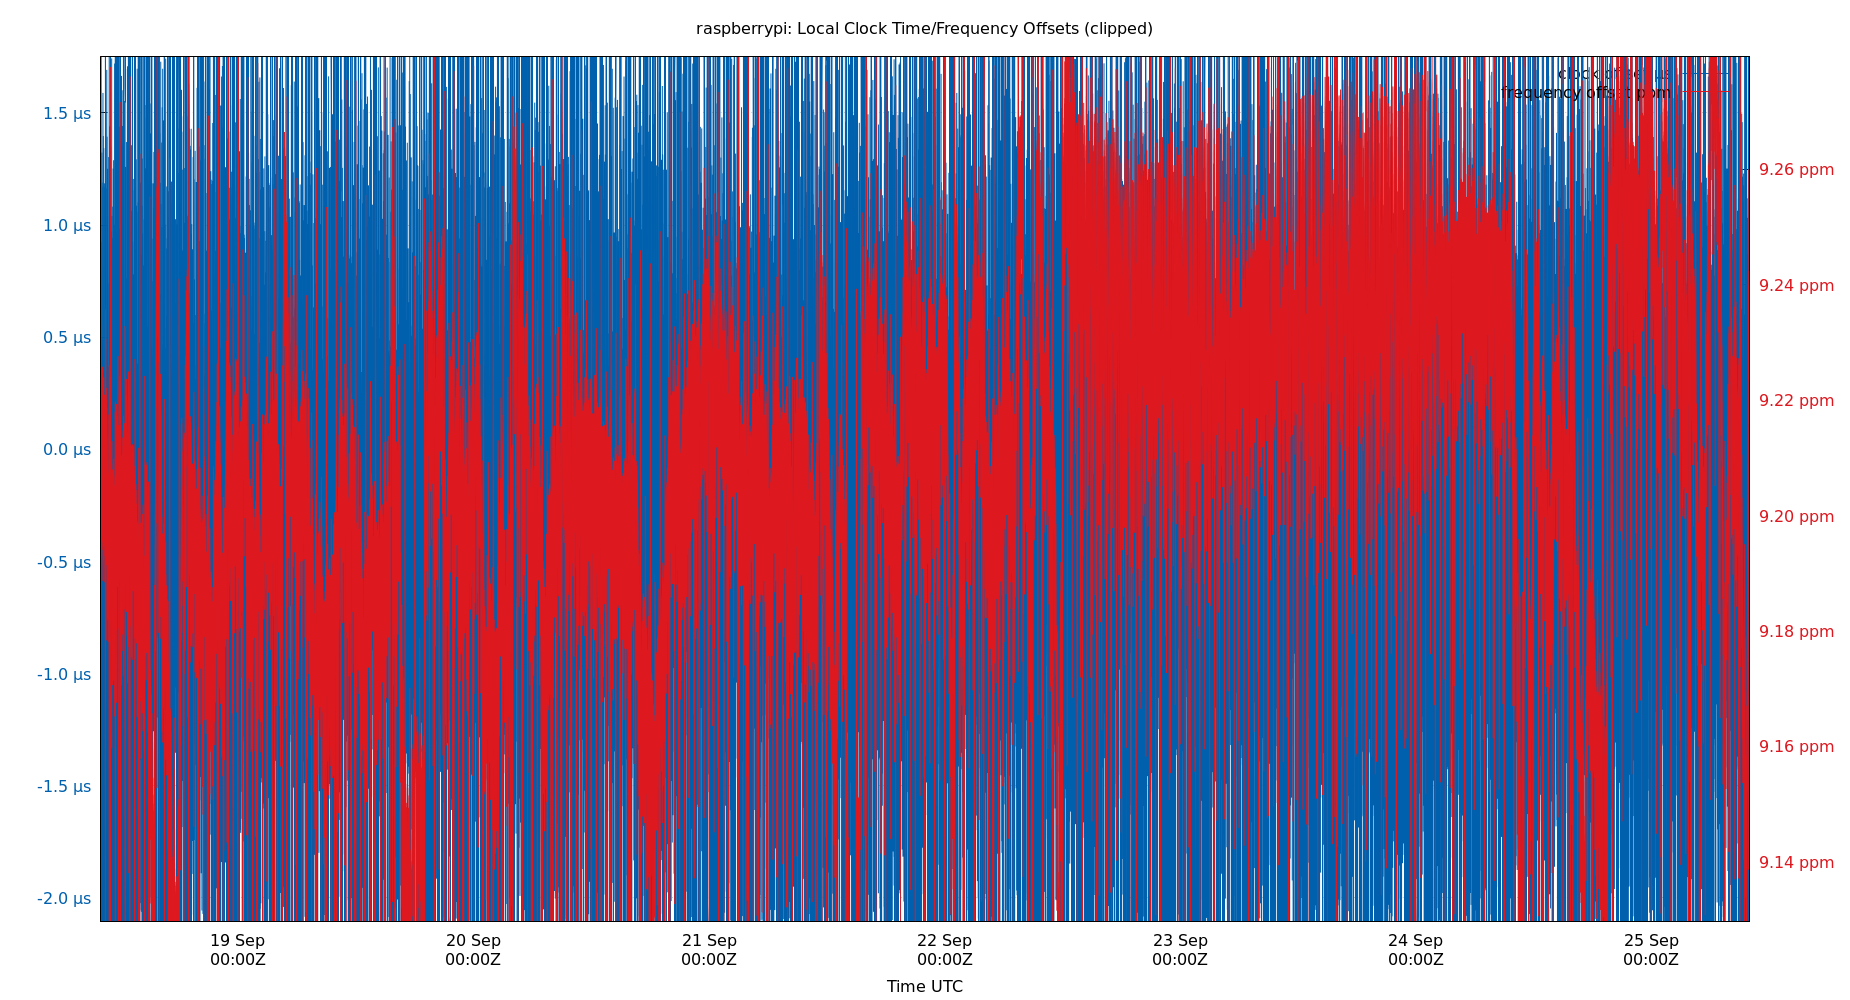 raspberrypi: Local Clock Time/Frequency Offsets (clipped)
clock offset µs
frequency offset ppm
1.5 µs
1.0 µs
0.5 µs
0.0 µs
-0.5 µs
-1.0 µs
-1.5 µs
-2.0 µs
9.26 ppm
9.24 ppm
9.22 ppm
9.20 ppm
9.18 ppm
9.16 ppm
9.14 ppm
19 Sep 20 Sep 21 Sep 22 Sep 23 Sep 24 Sep 25 Sep
00:00Z 00:00Z 00:00Z 00:00Z 00:00Z 00:00Z 00:00Z
Time UTC